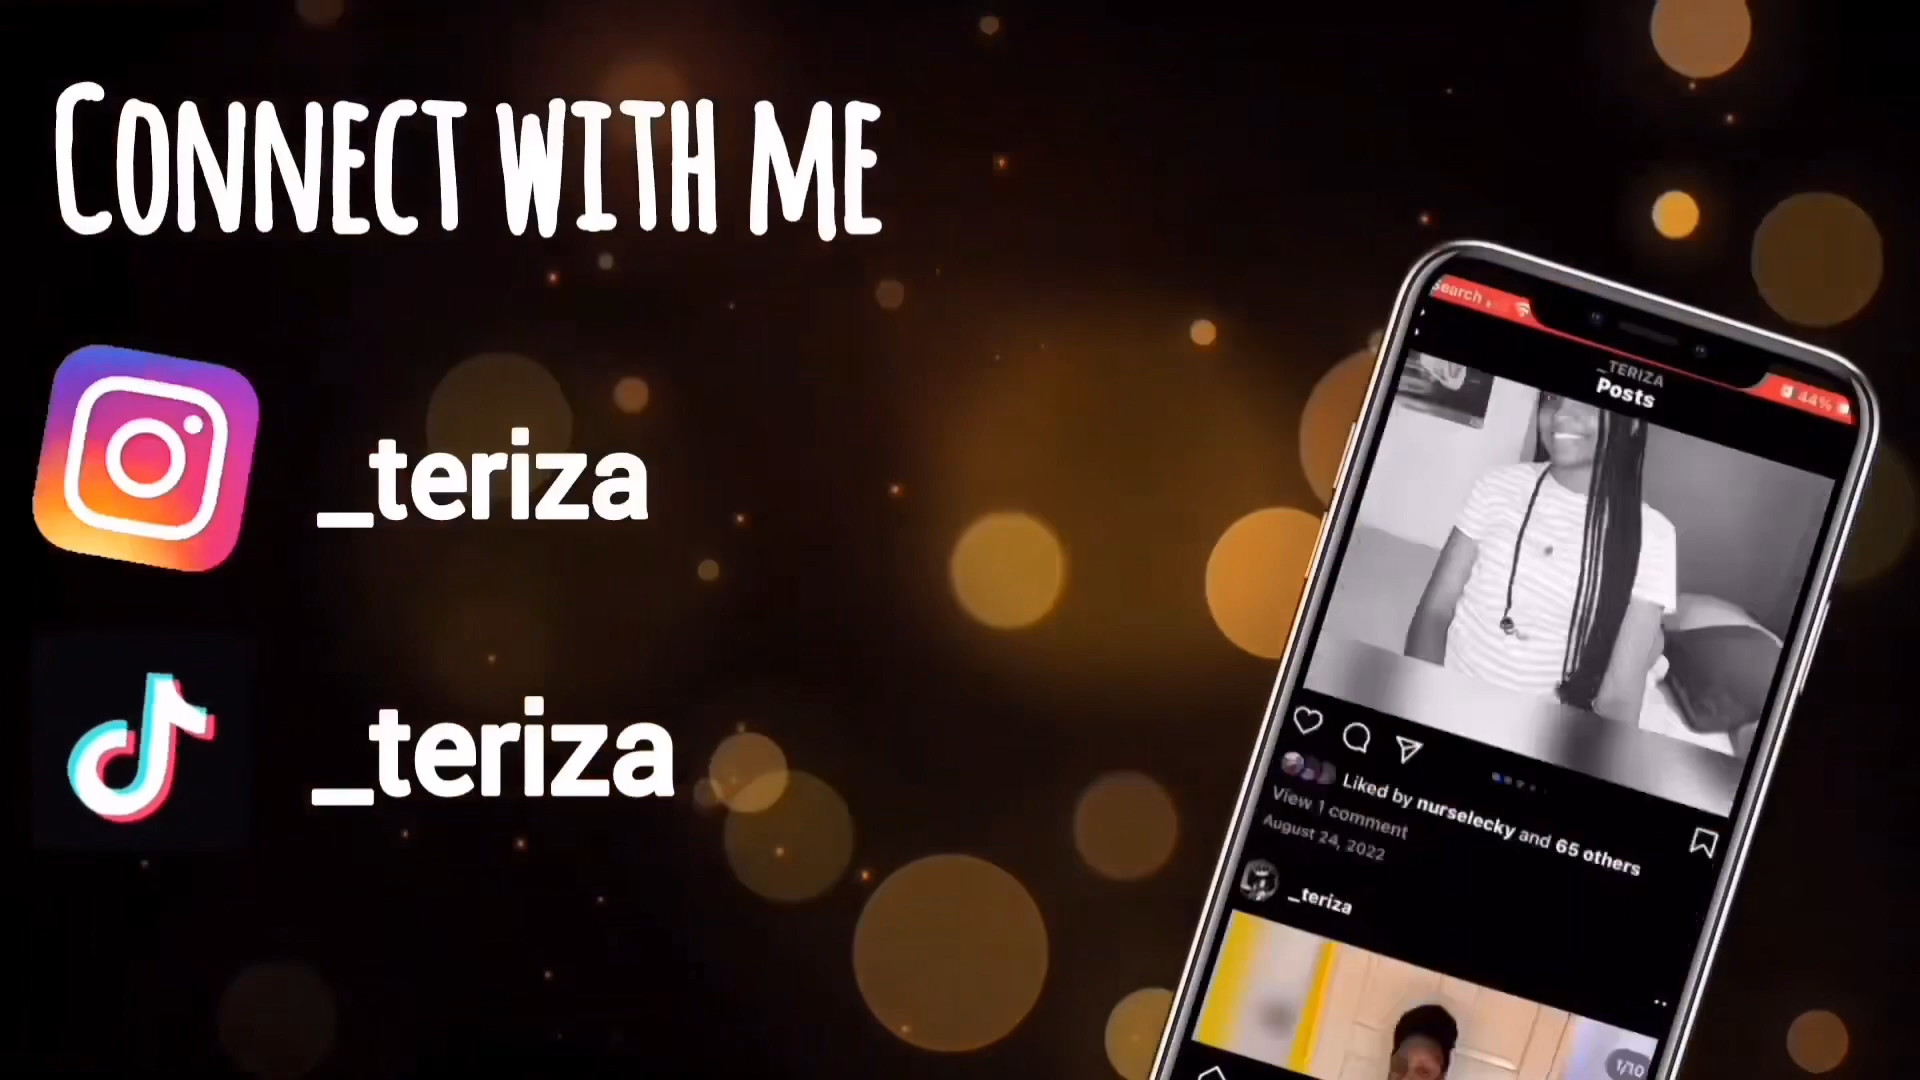 CONNECT WITH ME
_teriza
_teriza
Search
44%
_TERIZA
Posts
Liked by nurselecky and 65 others
View 1 comment
August 24, 2022
_teriza
1/10